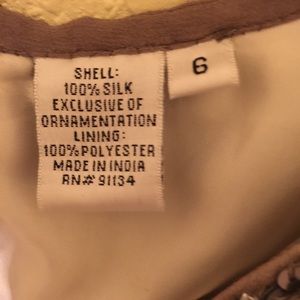 SHELL:
100% SILK
EXCLUSIVE OF
ORNAMENTATION
LINING:
100% POLYESTER
MADE IN INDIA
RN# 91134
6